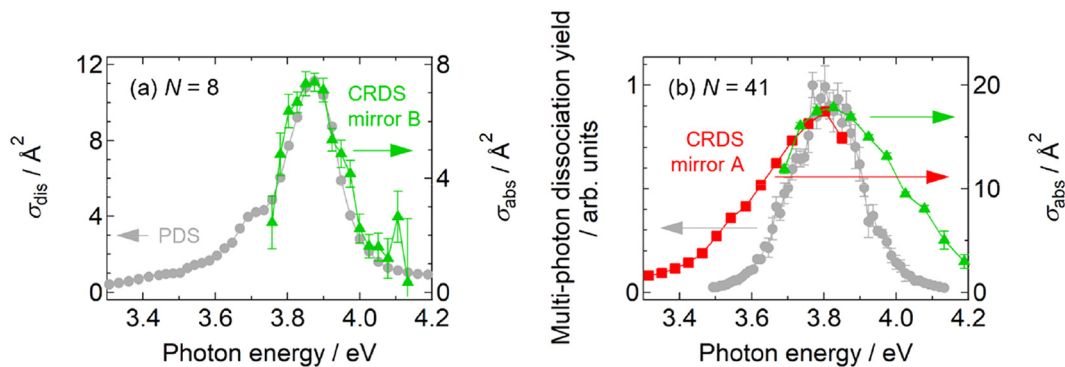 12
8
4
0
σdis / Å²
(a) N = 8
CRDS
mirror B
PDS
8
4
0
σabs / Å²
3.4 3.6 3.8 4.0 4.2
Photon energy / eV
Multi-photon dissociation yield
/ arb. units
1
0
(b) N = 41
CRDS
mirror A
20
10
0
σabs / Å²
3.4 3.6 3.8 4.0 4.2
Photon energy / eV